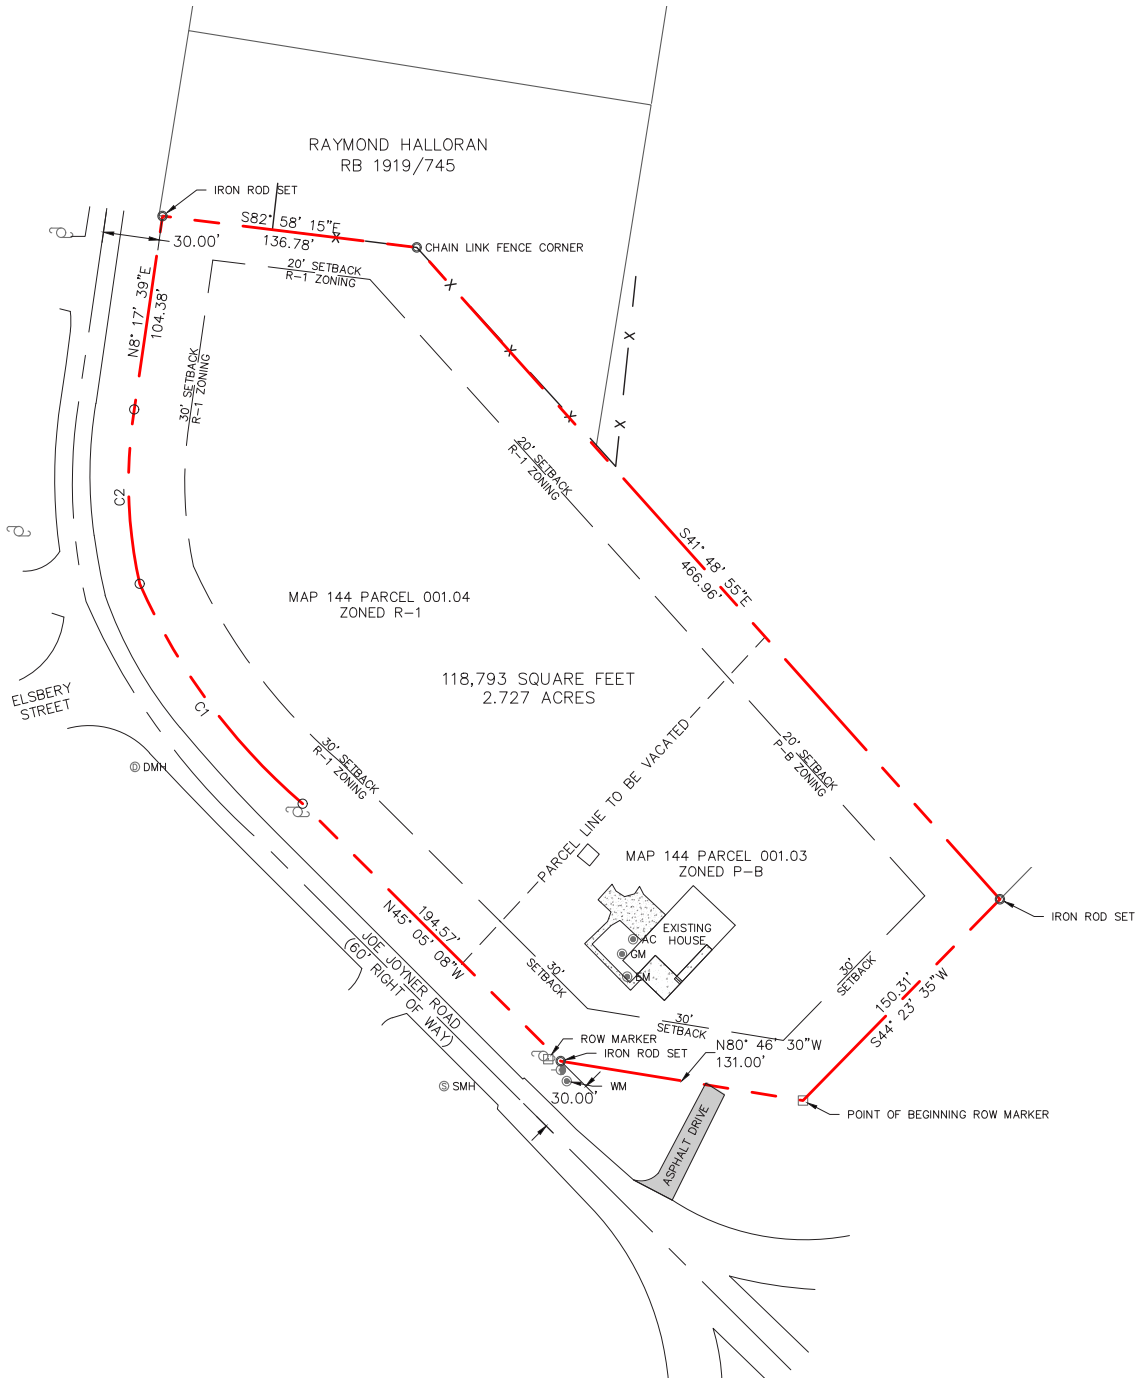 RAYMOND HALLORAN
RB 1919/745
IRON ROD SET
S82° 58' 15"E
136.78'
30.00'
CHAIN LINK FENCE CORNER
20' SETBACK
R-1 ZONING
N8° 17' 39"E
104.38'
X
X
X
X
X
X
30' SETBACK
R-1 ZONING
20' SETBACK
R-1 ZONING
C2
S41° 48' 55"E
466.96'
MAP 144 PARCEL 001.04
ZONED R-1
118,793 SQUARE FEET
2.727 ACRES
ELSBERY
STREET
C1
30' SETBACK
R-1 ZONING
20' SETBACK
P-B ZONING
D DMH
PARCEL LINE TO BE VACATED
MAP 144 PARCEL 001.03
ZONED P-B
EXISTING
HOUSE
AC
GM
EM
IRON ROD SET
194.57'
N45° 05' 08"W
JOE JOYNER ROAD
(60' RIGHT OF WAY)
30'
SETBACK
30'
SETBACK
30'
SETBACK
150.31'
S44° 23' 35"W
ROW MARKER
IRON ROD SET
N80° 46' 30"W
131.00'
WM
30.00'
S SMH
POINT OF BEGINNING ROW MARKER
ASPHALT DRIVE